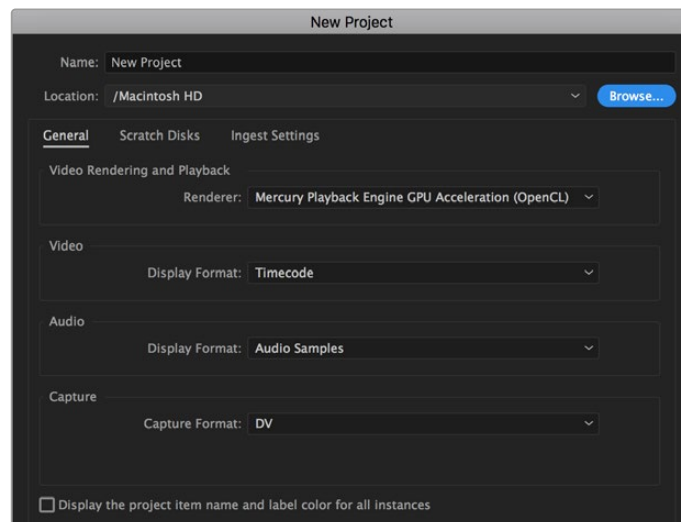 New Project
Name: New Project
Location: /Macintosh HD Browse...
General Scratch Disks Ingest Settings
Video Rendering and Playback
Renderer: Mercury Playback Engine GPU Acceleration (OpenCL)
Video
Display Format: Timecode
Audio
Display Format: Audio Samples
Capture
Capture Format: DV
Display the project item name and label color for all instances